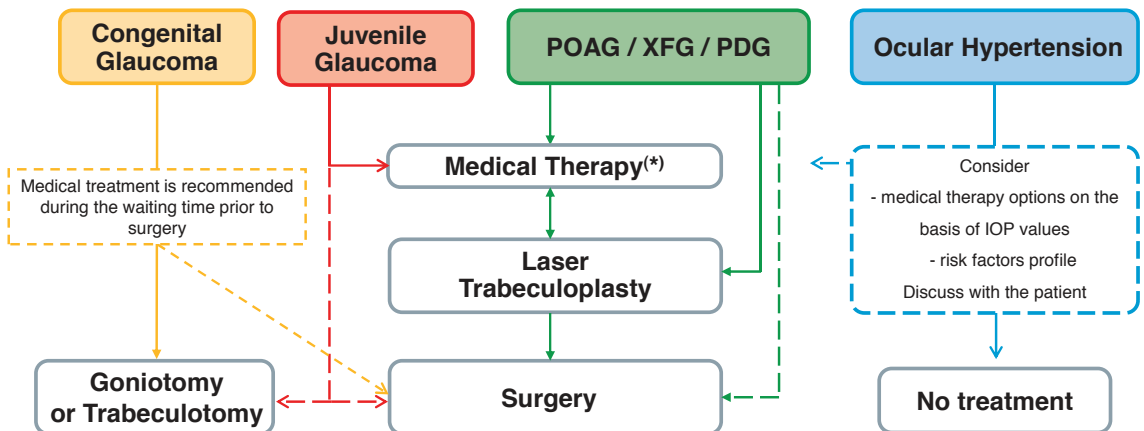 Congenital
Glaucoma
Juvenile
Glaucoma
POAG / XFG / PDG
Ocular Hypertension
Medical Therapy(*)
Medical treatment is recommended
during the waiting time prior to
surgery
Consider
- medical therapy options on the
basis of IOP values
- risk factors profile
Discuss with the patient
Laser
Trabeculoplasty
Goniotomy
or Trabeculotomy
Surgery
No treatment